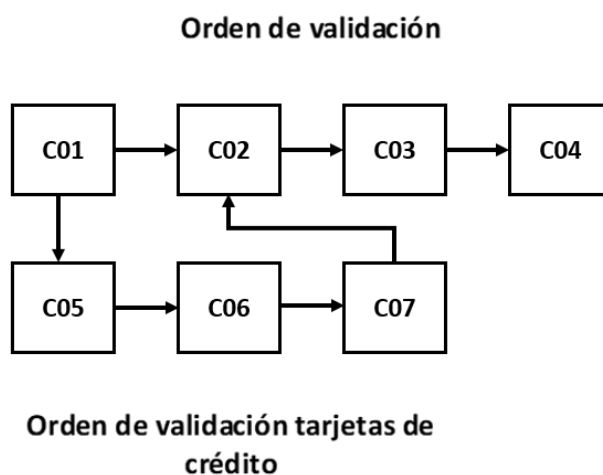 Orden de validación
C01 C02 C03 C04
C05 C06 C07
Orden de validación tarjetas de
crédito